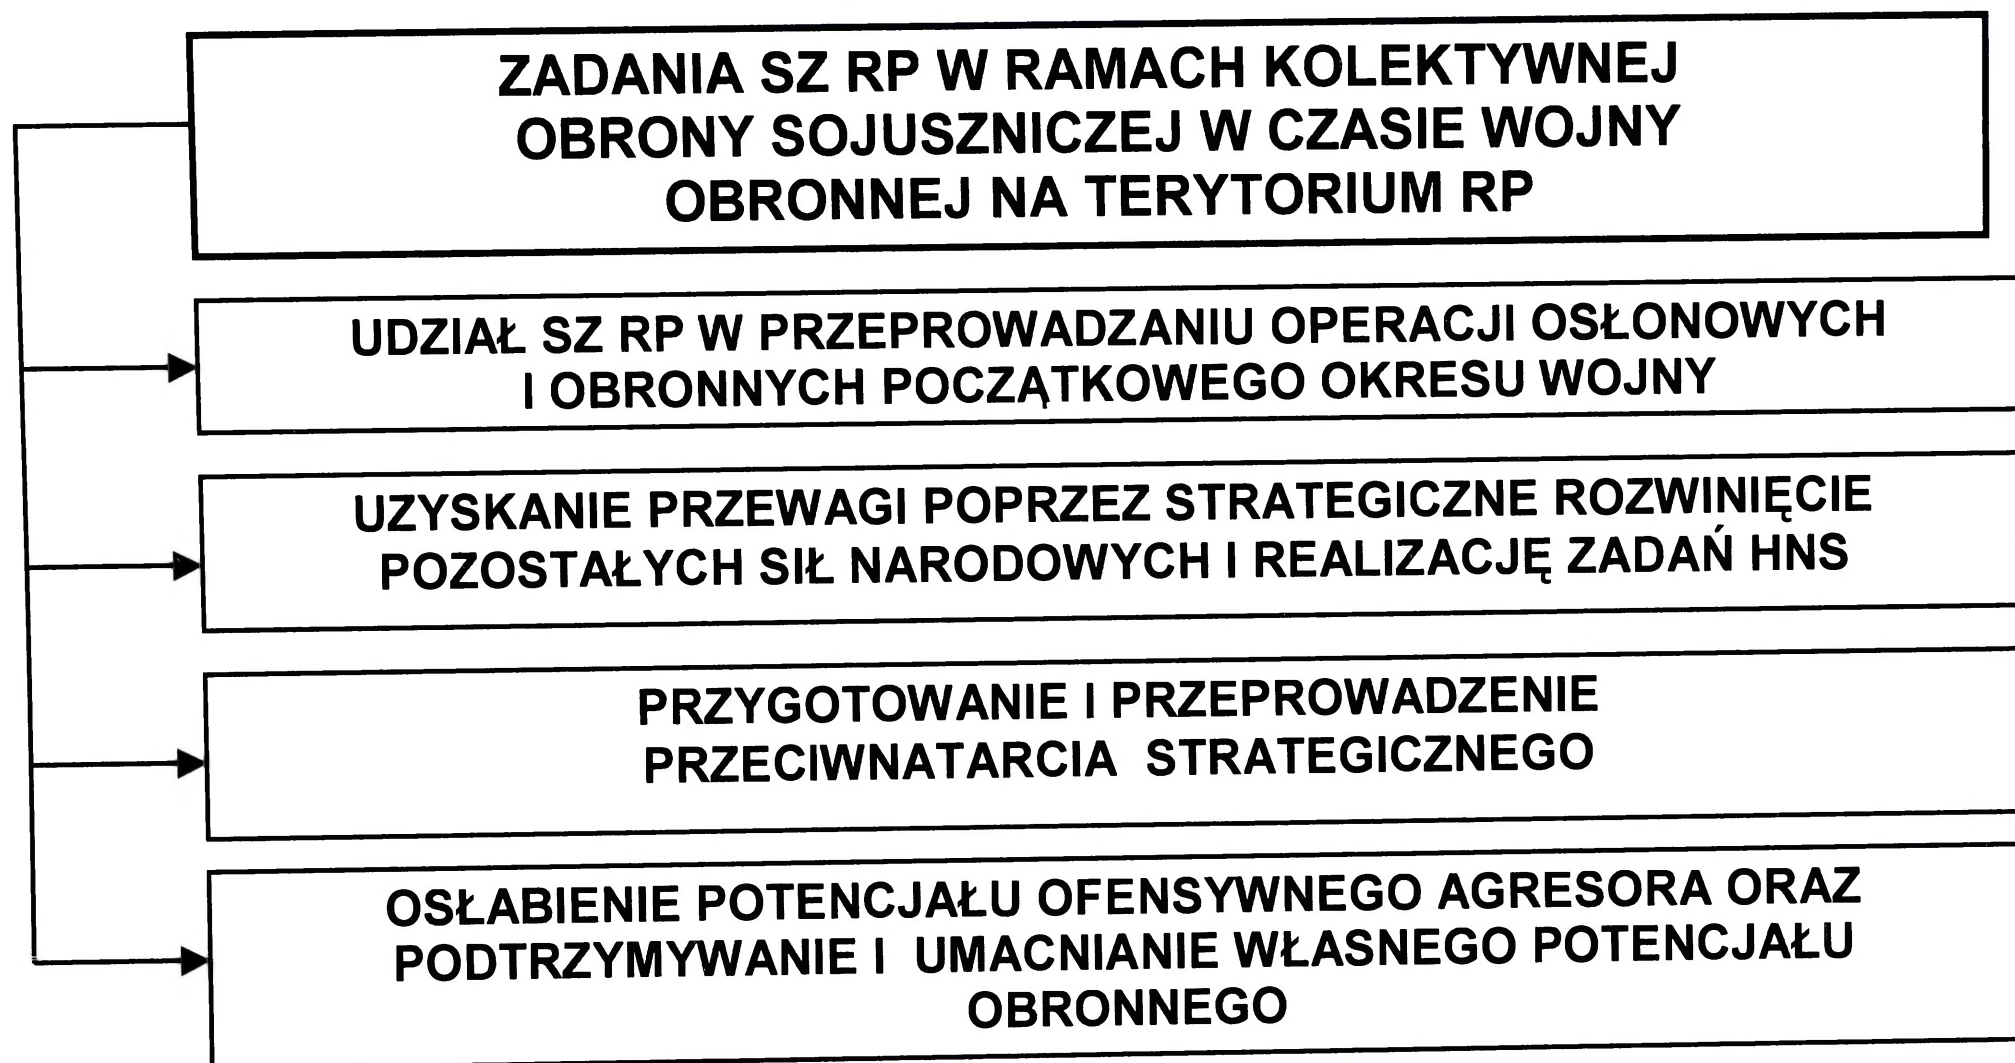 ZADANIA SZ RP W RAMACH KOLEKTYWNEJ
OBRONY SOJUSZNICZEJ W CZASIE WOJNY
OBRONNEJ NA TERYTORIUM RP
UDZIAŁ SZ RP W PRZEPROWADZANIU OPERACJI OSŁONOWYCH
I OBRONNYCH POCZĄTKOWEGO OKRESU WOJNY
UZYSKANIE PRZEWAGI POPRZEZ STRATEGICZNE ROZWINIĘCIE
POZOSTAŁYCH SIŁ NARODOWYCH I REALIZACJĘ ZADAŃ HNS
PRZYGOTOWANIE I PRZEPROWADZENIE
PRZECIWNATARCIA STRATEGICZNEGO
OSŁABIENIE POTENCJAŁU OFENSYWNEGO AGRESORA ORAZ
PODTRZYMYWANIE I UMACNIANIE WŁASNEGO POTENCJAŁU
OBRONNEGO